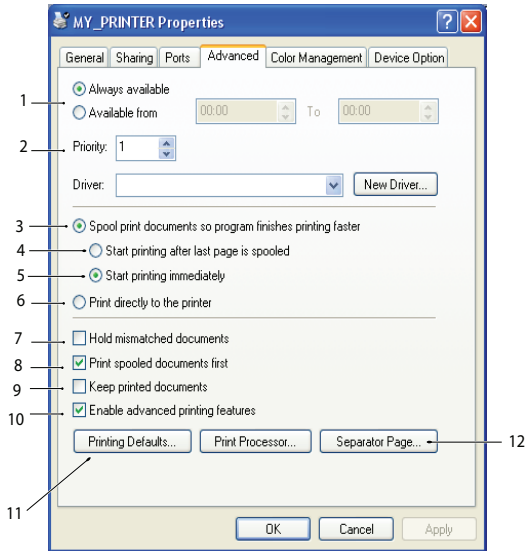 MY_PRINTER Properties
General Sharing Ports Advanced Color Management Device Option
1 Always available
Available from 00:00 To 00:00
2 Priority: 1
Driver: New Driver...
3 Spool print documents so program finishes printing faster
4 Start printing after last page is spooled
5 Start printing immediately
6 Print directly to the printer
7 Hold mismatched documents
8 Print spooled documents first
9 Keep printed documents
10 Enable advanced printing features
Printing Defaults... Print Processor... Separator Page... 12
11
OK Cancel Apply